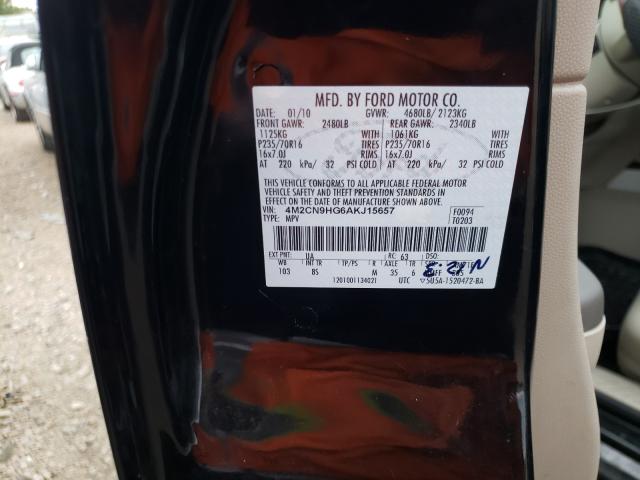 MFD. BY FORD MOTOR CO.
DATE: 01/10 GVWR: 4680LB/ 2123KG
FRONT GAWR: 2480LB REAR GAWR: 2340LB
1125KG WITH 1061KG WITH
P235/70R16 TIRES P235/70R16 TIRES
16x7.0J RIMS 16x7.0J RIMS
AT 220 kPa/ 32 PSI COLD AT 220 kPa/ 32 PSI COLD
THIS VEHICLE CONFORMS TO ALL APPLICABLE FEDERAL MOTOR
VEHICLE SAFETY AND THEFT PREVENTION STANDARDS IN
EFFECT ON THE DATE OF MANUFACTURE SHOWN ABOVE.
VIN: 4M2CN9HG6AKJ15657 F0094
TYPE: MPV T0203
EXT PNT: UA RC: 63 DSO:
WB INT TR TP/PS R AXLE TR
103 8S M 35 6
1201001134021 UTC 5U5A-1520472-BA